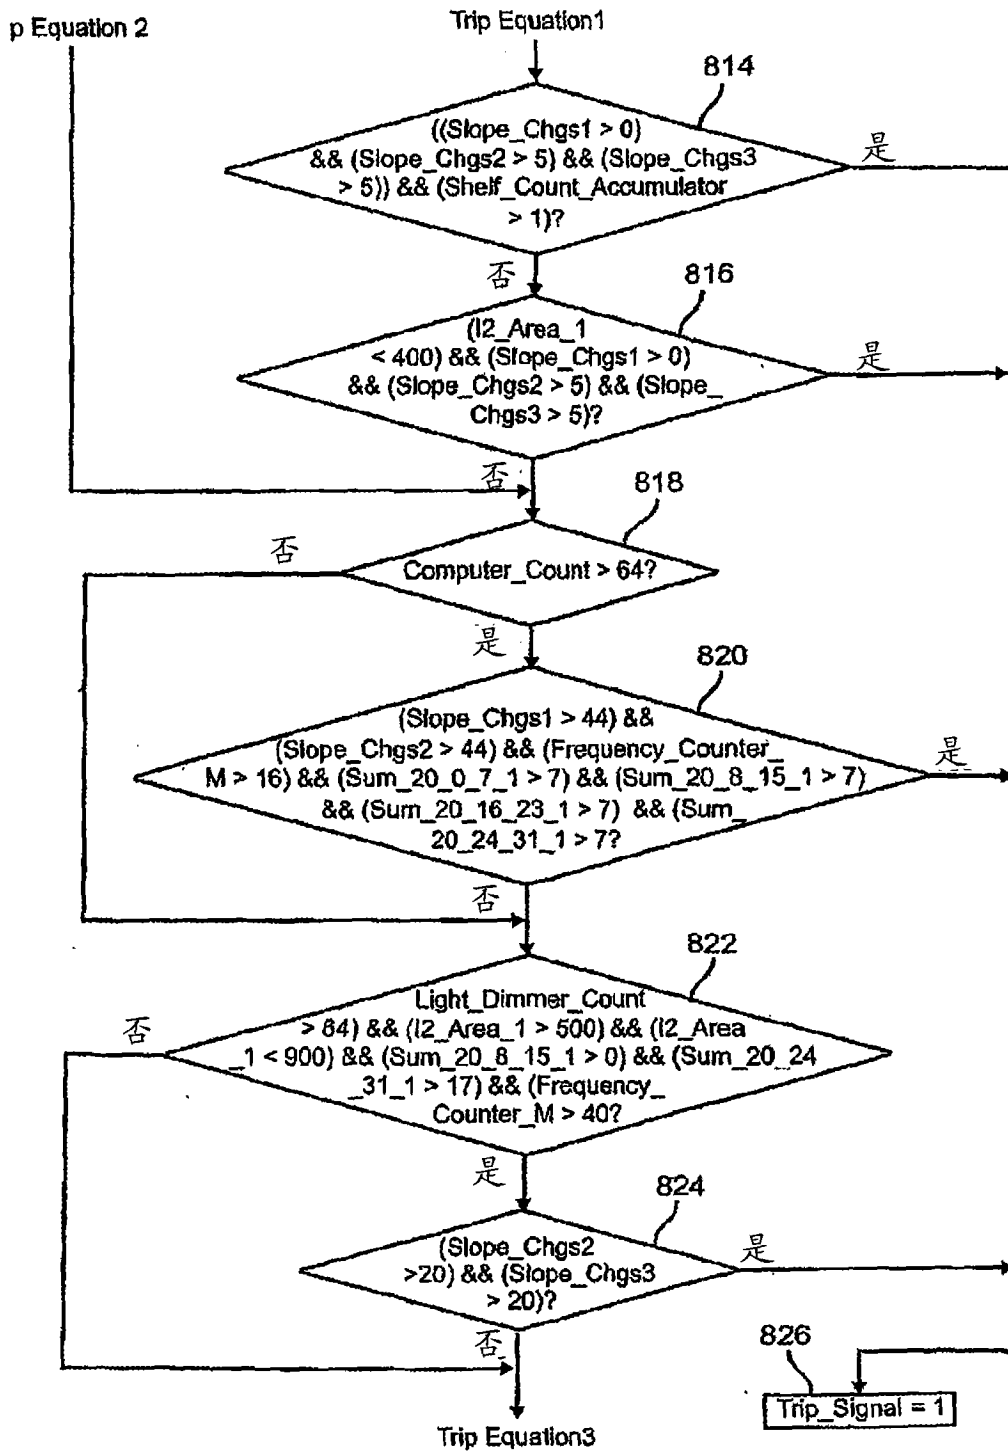 p Equation 2
Trip Equation1
814
((Slope_Chgs1 > 0)
&& (Slope_Chgs2 > 5) && (Slope_Chgs3
> 5)) && (Shelf_Count_Accumulator
> 1)?
是
否
816
(I2_Area_1
< 400) && (Slope_Chgs1 > 0)
&& (Slope_Chgs2 > 5) && (Slope_
Chgs3 > 5)?
是
否
818
否
Computer_Count > 64?
是
820
(Slope_Chgs1 > 44) &&
(Slope_Chgs2 > 44) && (Frequency_Counter_
M > 16) && (Sum_20_0_7_1 > 7) && (Sum_20_8_15_1 > 7)
&& (Sum_20_16_23_1 > 7) && (Sum_
20_24_31_1 > 7?
是
否
822
否
Light_Dimmer_Count
> 64) && (I2_Area_1 > 500) && (I2_Area
_1 < 900) && (Sum_20_8_15_1 > 0) && (Sum_20_24
_31_1 > 17) && (Frequency_
Counter_M > 40?
是
824
(Slope_Chgs2
>20) && (Slope_Chgs3
> 20)?
是
否
826
Trip_Signal = 1
Trip Equation3